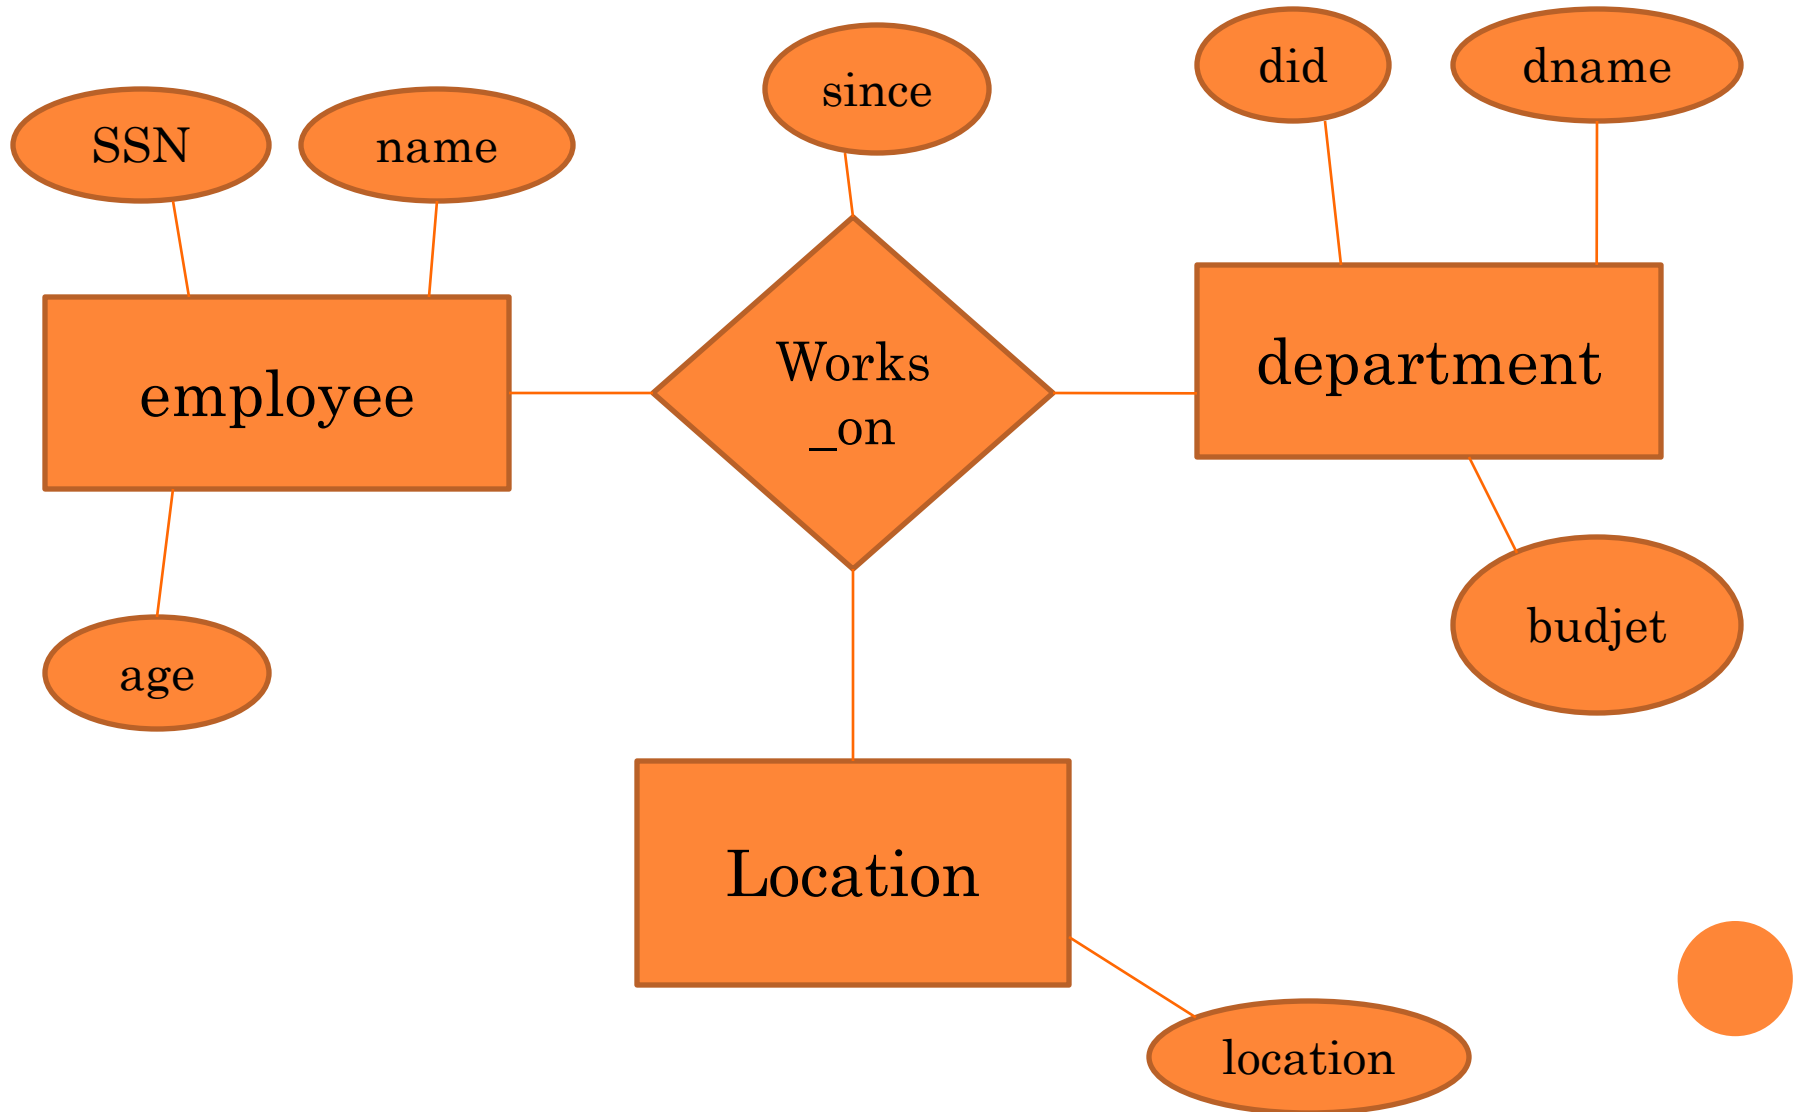 did
dname
since
SSN
name
Works
_on
department
employee
budjet
age
Location
location